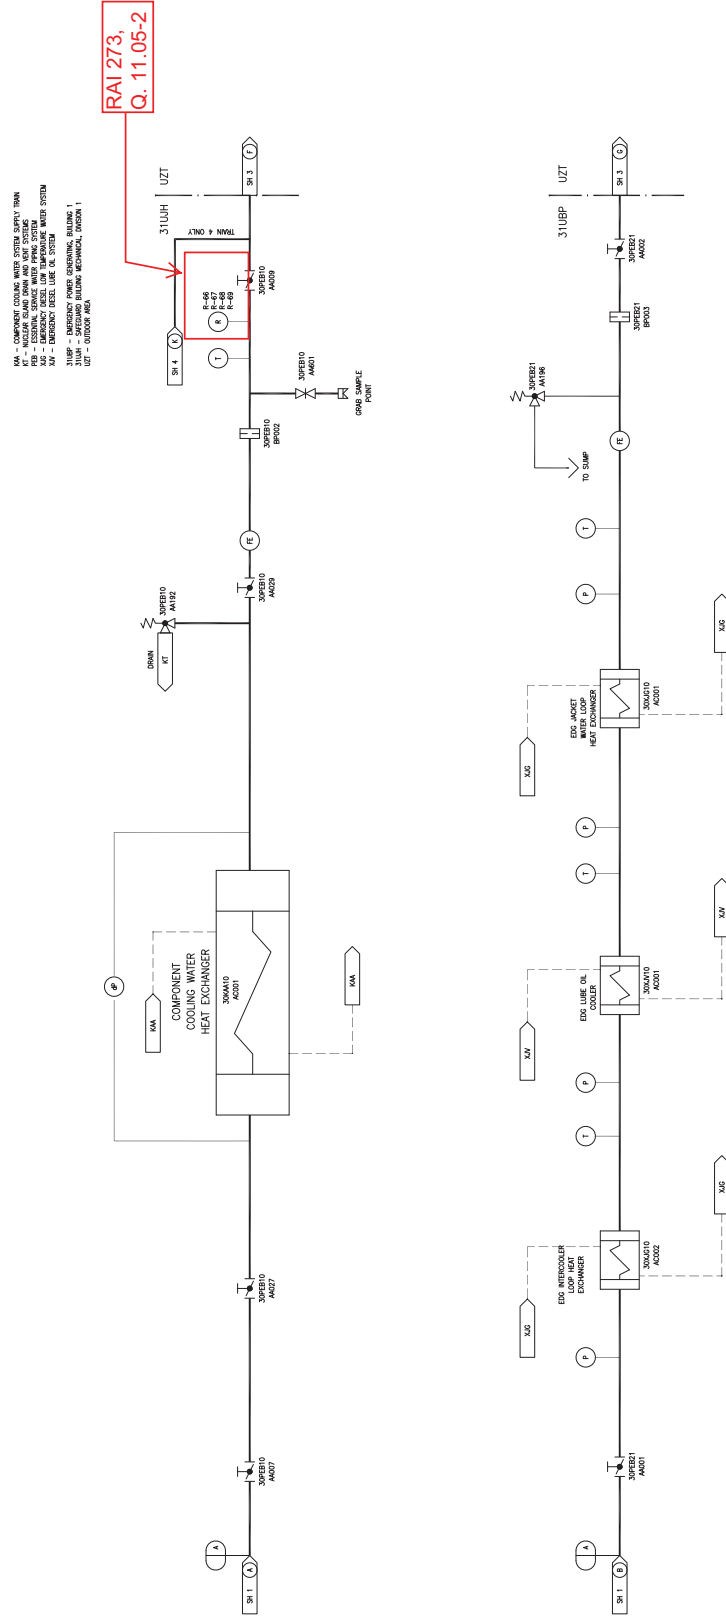 RAI 273,
Q. 11.05-2
KAA - COMPONENT COOLING WATER SYSTEM SUPPLY TRAIN
KT - NUCLEAR ISLAND DRAIN AND VENT SYSTEMS
PEB - ESSENTIAL SERVICE WATER PIPING SYSTEM
XJG - EMERGENCY DIESEL LOW TEMPERATURE WATER SYSTEM
XJV - EMERGENCY DIESEL LUBE OIL SYSTEM
31UBP - EMERGENCY POWER GENERATING, BUILDING 1
31UJH - SAFEGUARD BUILDING MECHANICAL, DIVISION 1
UZT - OUTDOOR AREA
SH 1
A
A
30PEB10
AA007
30PEB10
AA027
dP
KAA
COMPONENT
COOLING WATER
HEAT EXCHANGER
30KAA10
AC001
KAA
DRAIN
KT
30PEB10
AA192
30PEB10
AA029
FE
30PEB10
BP002
30PEB10
AA601
GRAB SAMPLE
POINT
T
SH 4
K
R
R-66
R-67
R-68
R-69
30PEB10
AA009
TRAIN 4 ONLY
31UJH
UZT
SH 3
F
SH 1
B
A
30PEB21
AA001
P
XJG
EDG INTERCOOLER
LOOP HEAT
EXCHANGER
30XJG10
AC002
XJG
T
P
XJV
EDG LUBE OIL
COOLER
30XJV10
AC001
XJV
T
P
XJG
EDG JACKET
WATER LOOP
HEAT EXCHANGER
30XJG10
AC001
XJG
P
T
TO SUMP
FE
30PEB21
AA196
30PEB21
BP003
30PEB21
AA002
31UBP
UZT
SH 3
G